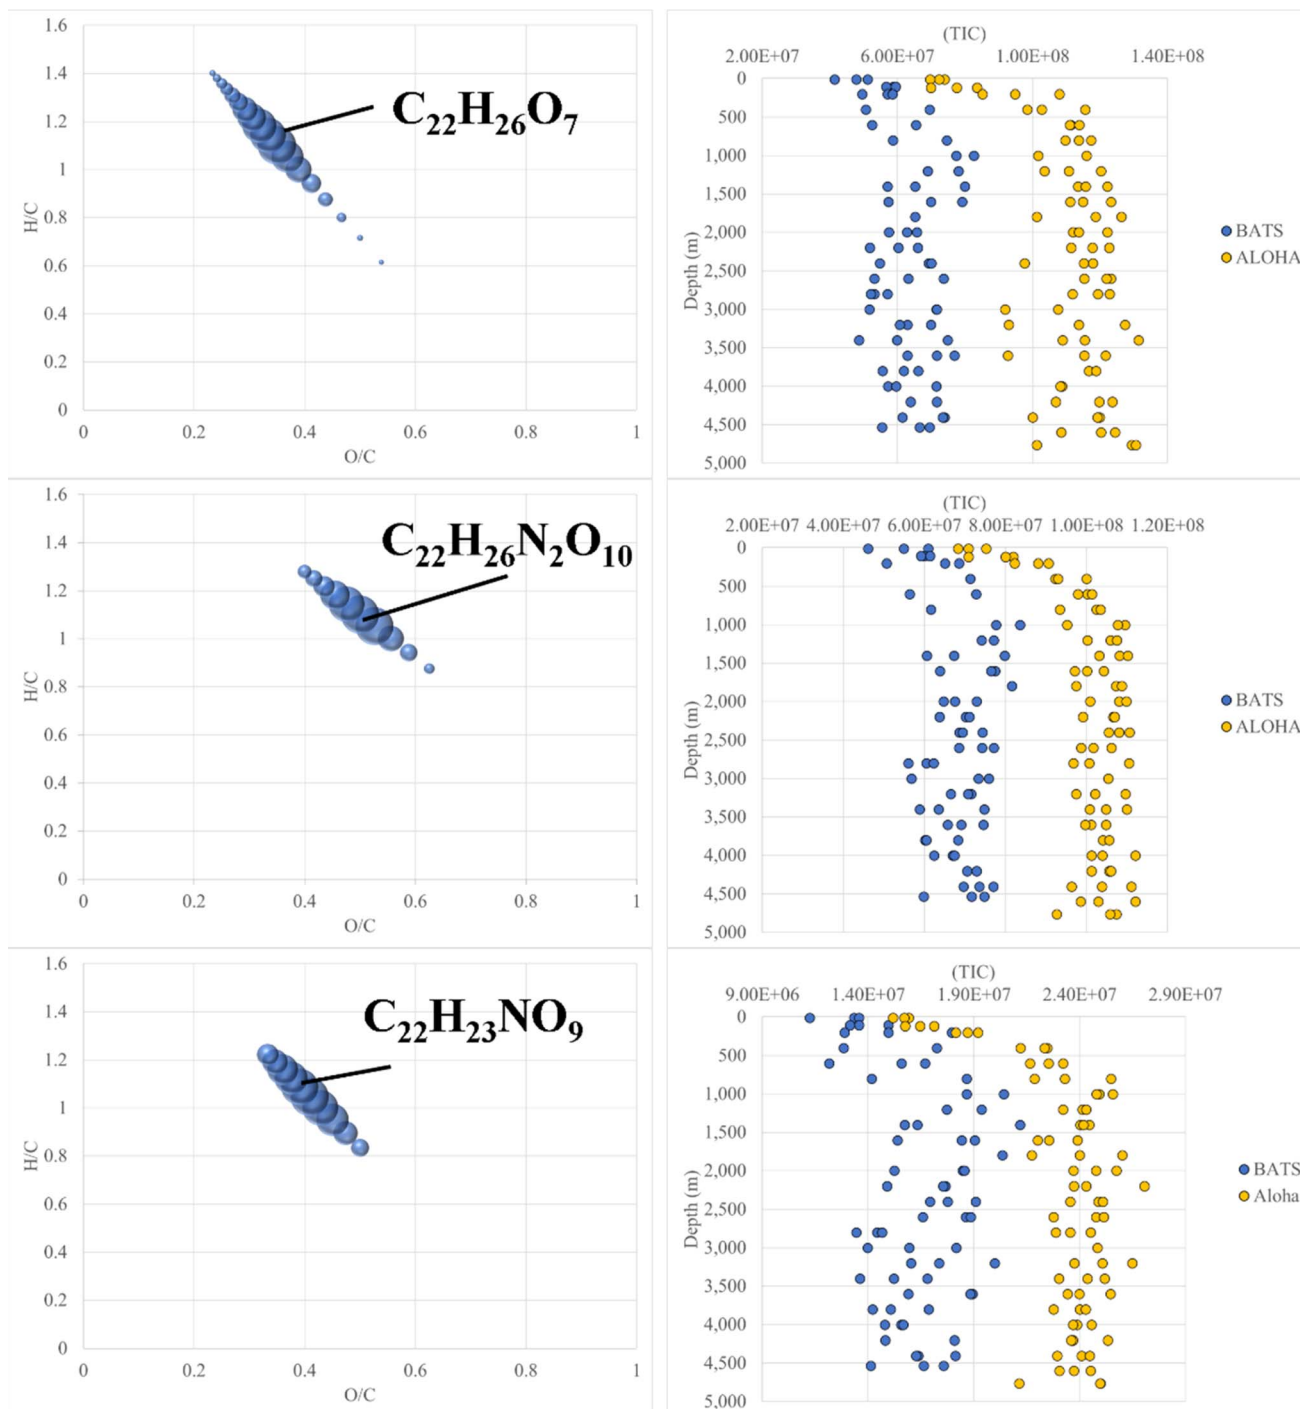 1.6
1.4
1.2
1
0.8
0.6
0.4
0.2
0
H/C
C22H26O7
0 0.2 0.4 0.6 0.8 1
O/C
(TIC)
2.00E+07 6.00E+07 1.00E+08 1.40E+08
0
500
1,000
1,500
2,000
2,500
3,000
3,500
4,000
4,500
5,000
Depth (m)
BATS
ALOHA
1.6
1.4
1.2
1
0.8
0.6
0.4
0.2
0
H/C
C22H26N2O10
0 0.2 0.4 0.6 0.8 1
O/C
(TIC)
2.00E+07 4.00E+07 6.00E+07 8.00E+07 1.00E+08 1.20E+08
0
500
1,000
1,500
2,000
2,500
3,000
3,500
4,000
4,500
5,000
Depth (m)
BATS
ALOHA
1.6
1.4
1.2
1
0.8
0.6
0.4
0.2
0
H/C
C22H23NO9
0 0.2 0.4 0.6 0.8 1
O/C
(TIC)
9.00E+06 1.40E+07 1.90E+07 2.40E+07 2.90E+07
0
500
1,000
1,500
2,000
2,500
3,000
3,500
4,000
4,500
5,000
Depth (m)
BATS
Aloha